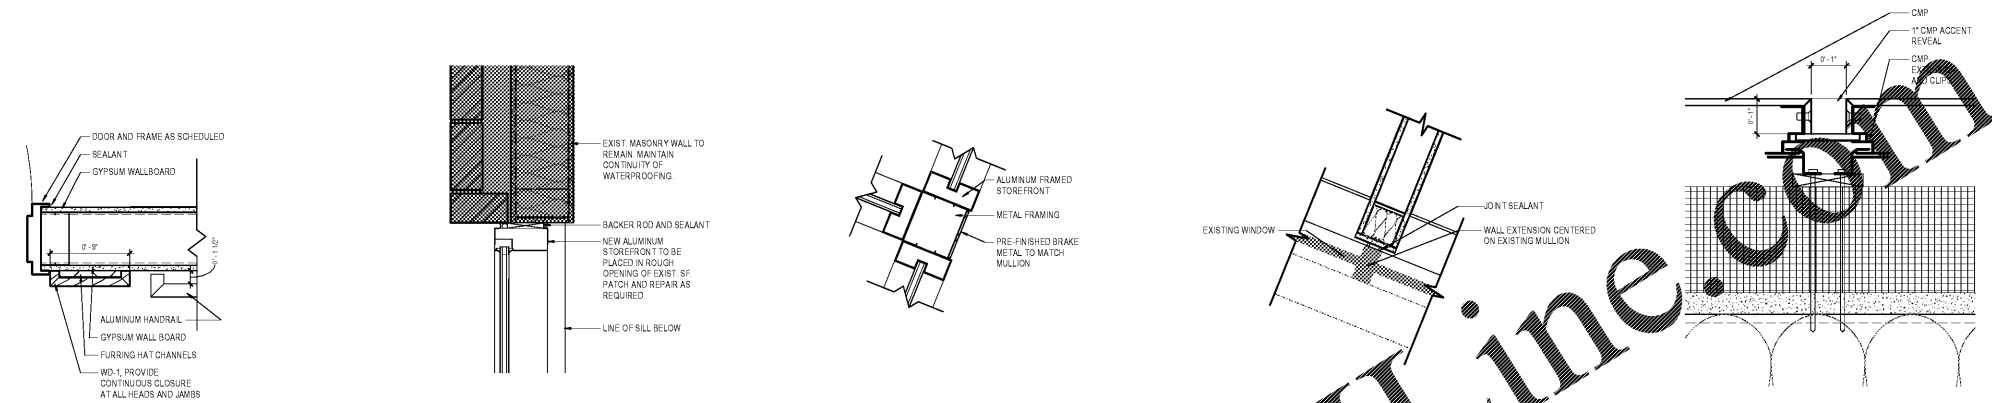 DOOR AND FRAME AS SCHEDULED
SEALANT
GYPSUM WALLBOARD
0' - 9"
0' - 1 1/2"
ALUMINUM HANDRAIL
GYPSUM WALL BOARD
FURRING HAT CHANNELS
WD-1, PROVIDE
CONTINUOUS CLOSURE
AT ALL HEADS AND JAMBS
EXIST. MASONRY WALL TO
REMAIN. MAINTAIN
CONTINUITY OF
WATERPROOFING.
BACKER ROD AND SEALANT
NEW ALUMINUM
STOREFRONT TO BE
PLACED IN ROUGH
OPENING OF EXIST. SF.
PATCH AND REPAIR AS
REQUIRED.
LINE OF SILL BELOW
ALUMINUM FRAMED
STOREFRONT
METAL FRAMING
PRE-FINISHED BRAKE
METAL TO MATCH
MULLION
EXISTING WINDOW
JOINT SEALANT
WALL EXTENSION CENTERED
ON EXISTING MULLION
CMP
1" CMP ACCENT
REVEAL
CMP
AND CLIP
0' - 1"
0' - 1"
ine.com